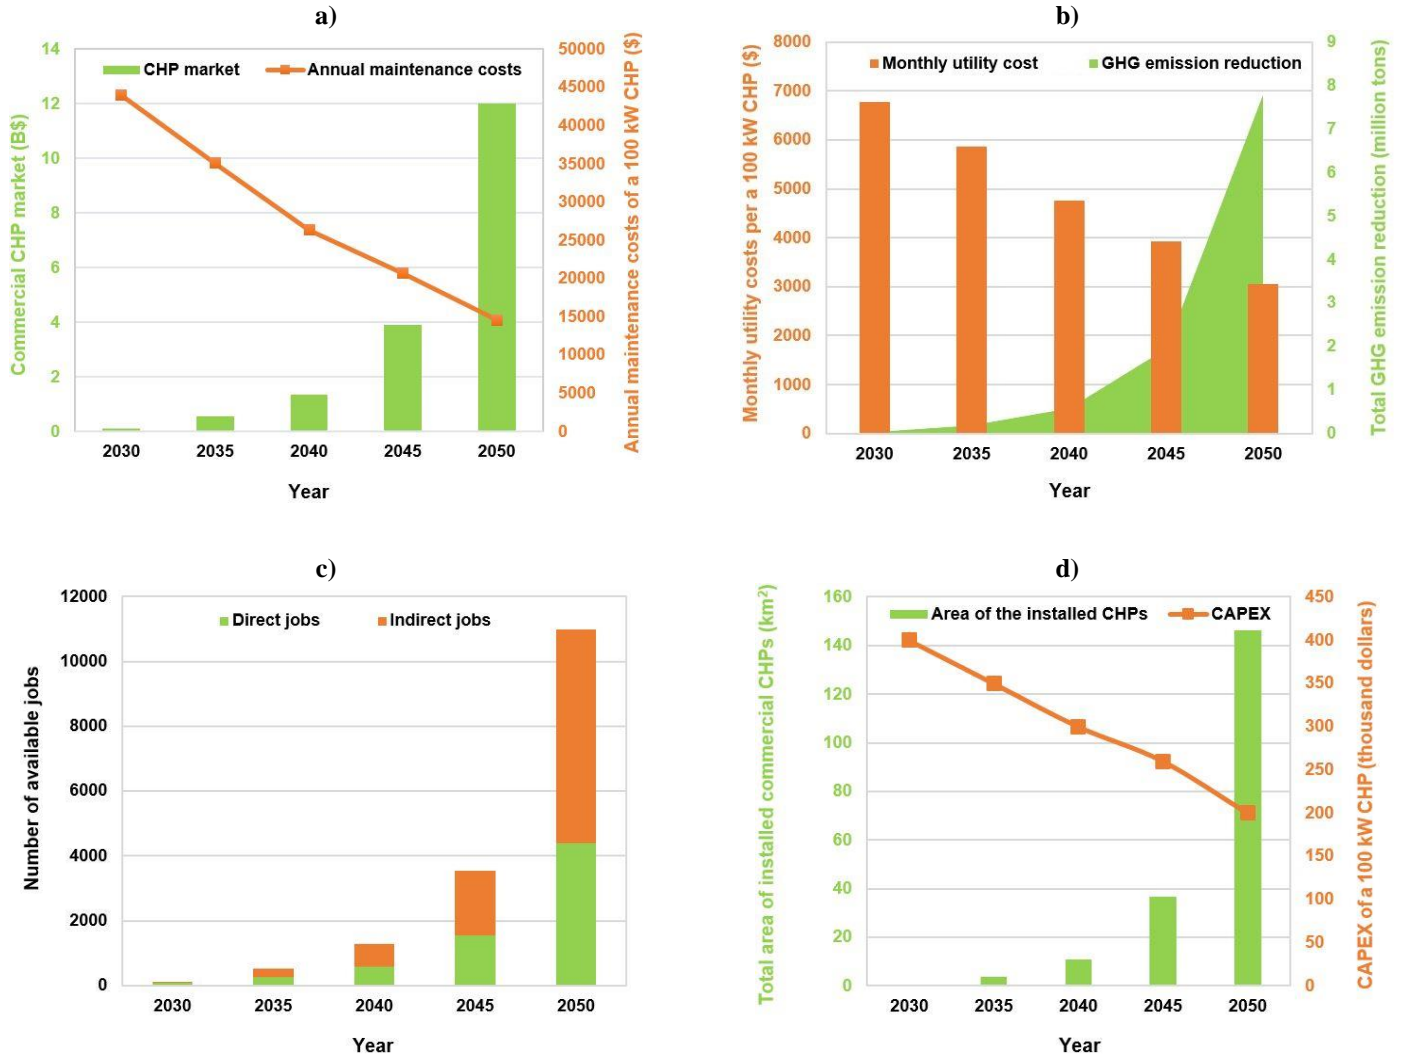 a)
CHP market
Annual maintenance costs
Commercial CHP market (B$)
14
12
10
8
6
4
2
0
50000
45000
40000
35000
30000
25000
20000
15000
10000
5000
0
Annual maintenance costs of a 100 kW CHP ($)
2030 2035 2040 2045 2050
Year
b)
Monthly utility cost
GHG emission reduction
Monthly utility costs per a 100 kW CHP ($)
8000
7000
6000
5000
4000
3000
2000
1000
0
9
8
7
6
5
4
3
2
1
0
Total GHG emission reduction (million tons)
2030 2035 2040 2045 2050
Year
c)
Direct jobs
Indirect jobs
Number of available jobs
12000
10000
8000
6000
4000
2000
0
2030 2035 2040 2045 2050
Year
d)
Area of the installed CHPs
CAPEX
Total area of installed commercial CHPs (km²)
160
140
120
100
80
60
40
20
0
450
400
350
300
250
200
150
100
50
0
CAPEX of a 100 kW CHP (thousand dollars)
2030 2035 2040 2045 2050
Year